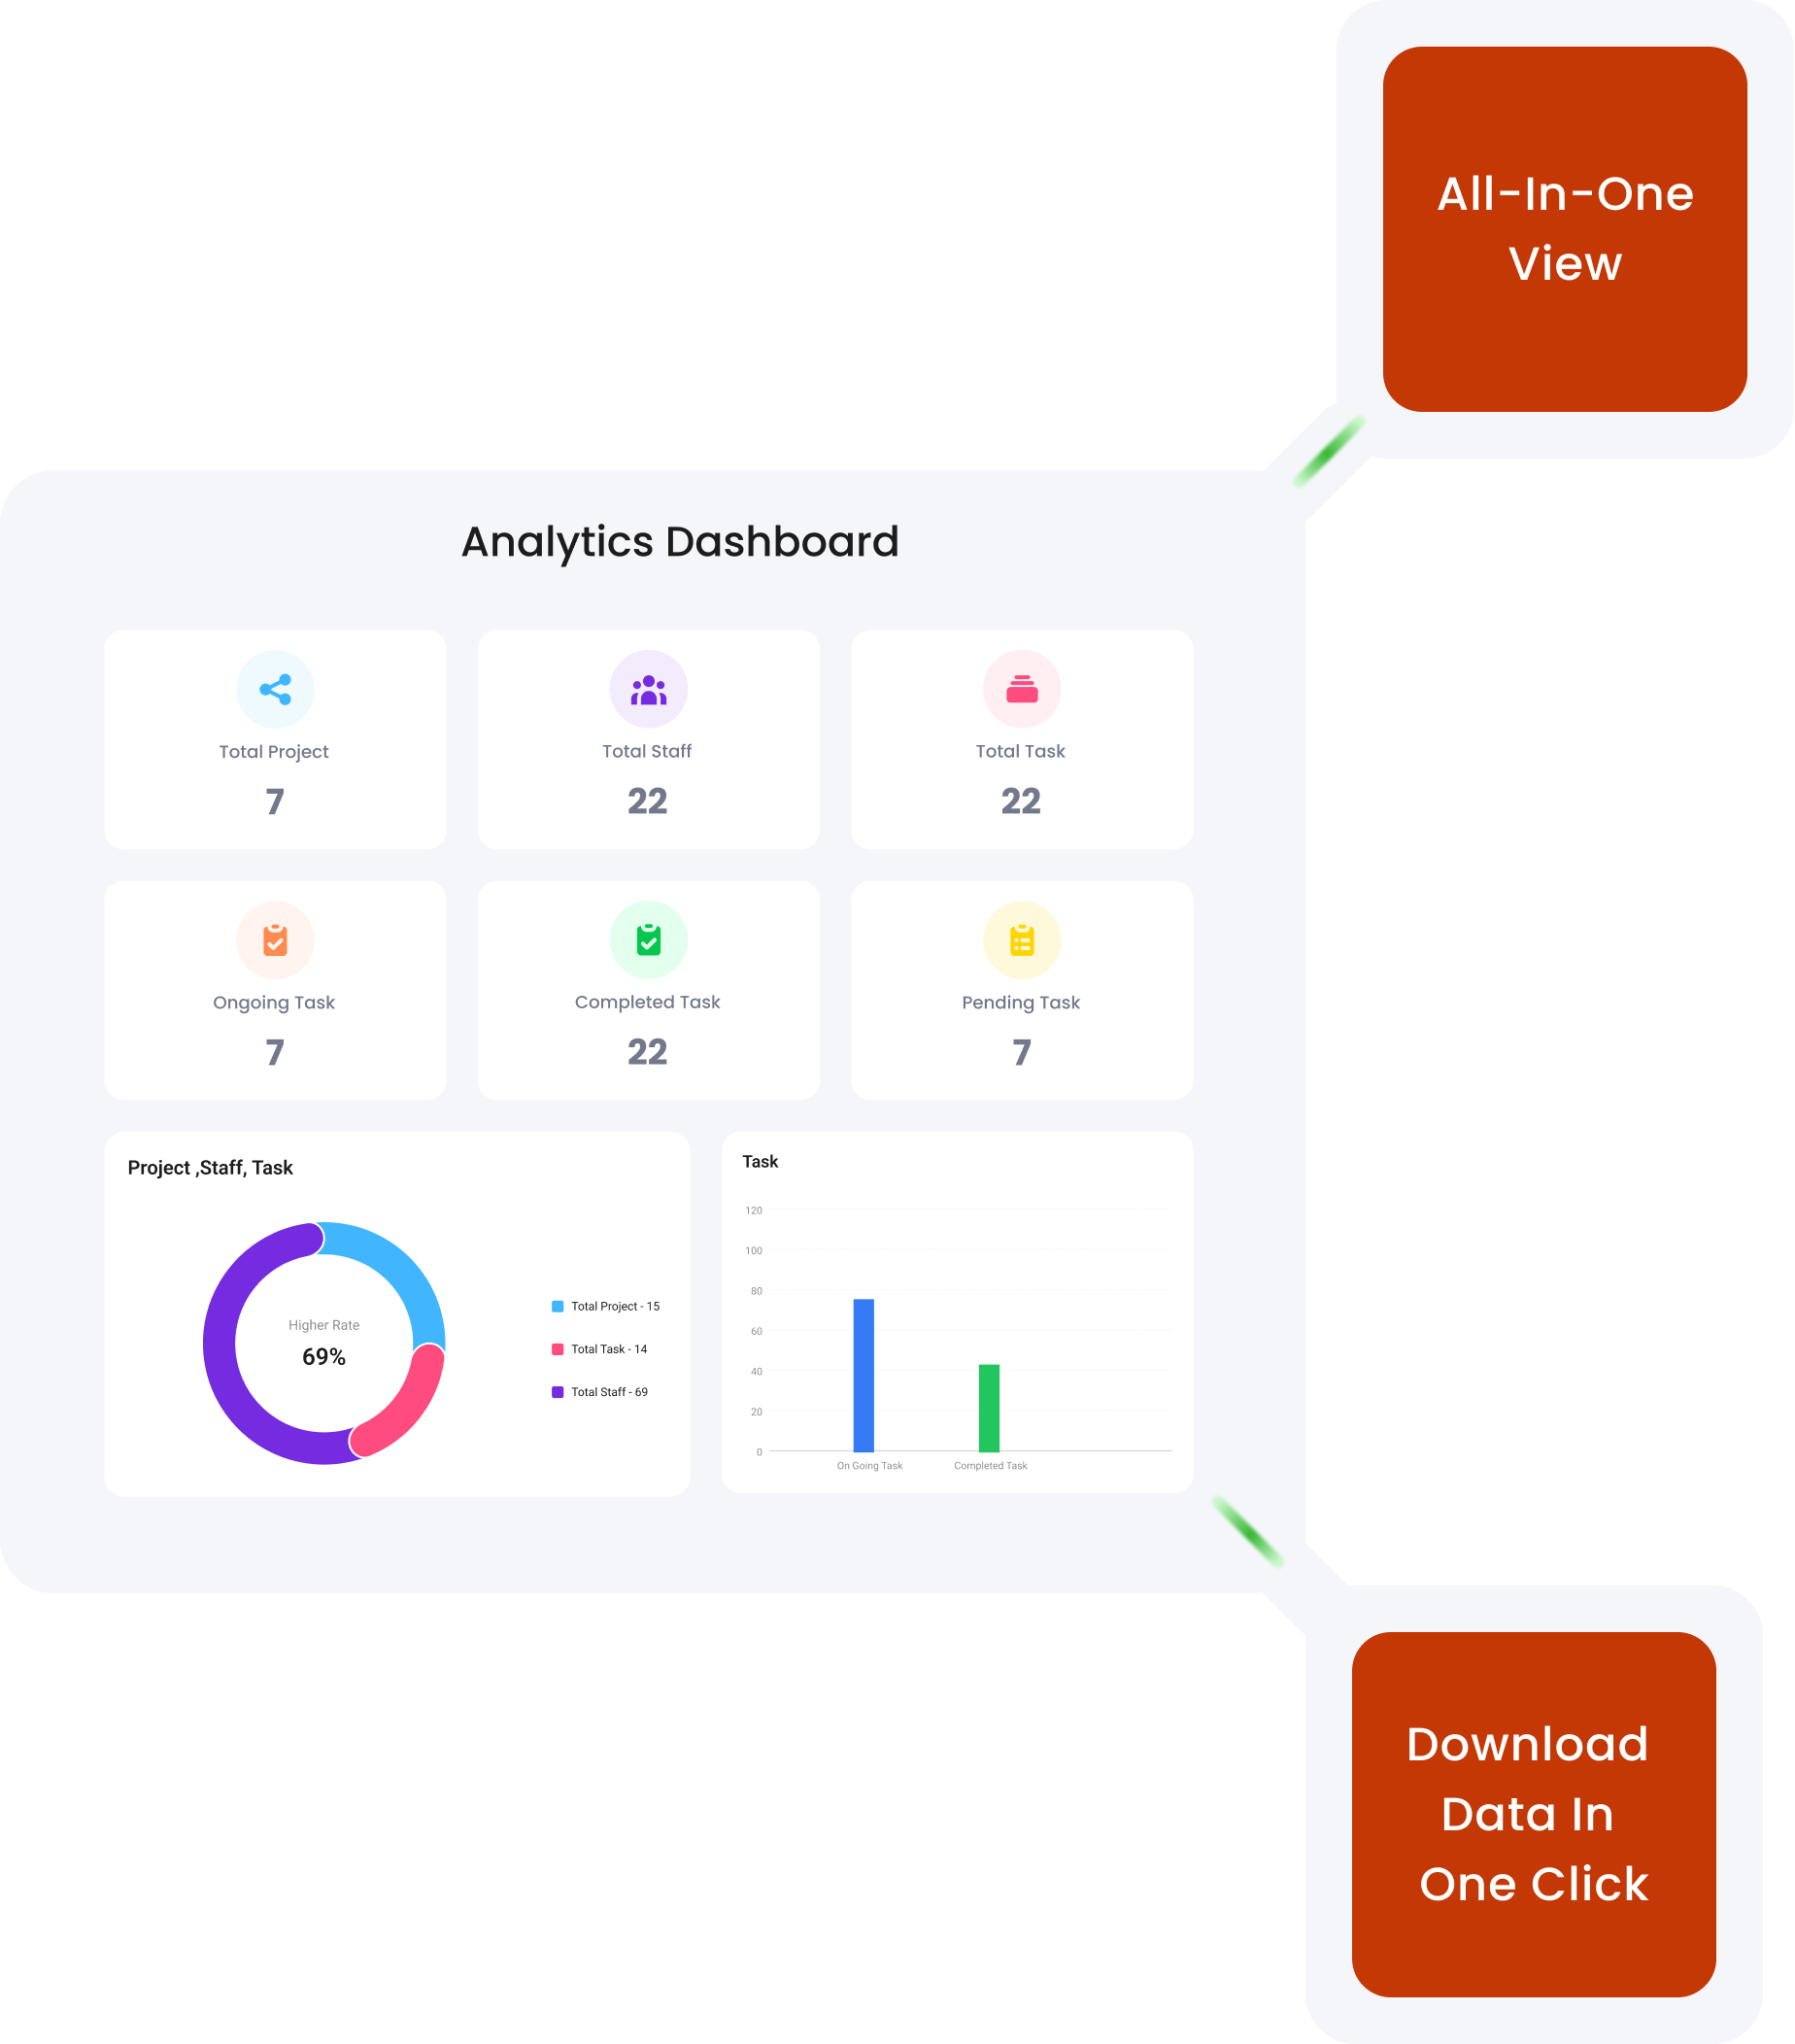 All-In-One
View
Analytics Dashboard
Total Project
7
Total Staff
22
Total Task
22
Ongoing Task
7
Completed Task
22
Pending Task
7
Project ,Staff, Task
Higher Rate
69%
Total Project - 15
Total Task - 14
Total Staff - 69
Task
120
100
80
60
40
20
0
On Going Task
Completed Task
Download
Data In
One Click